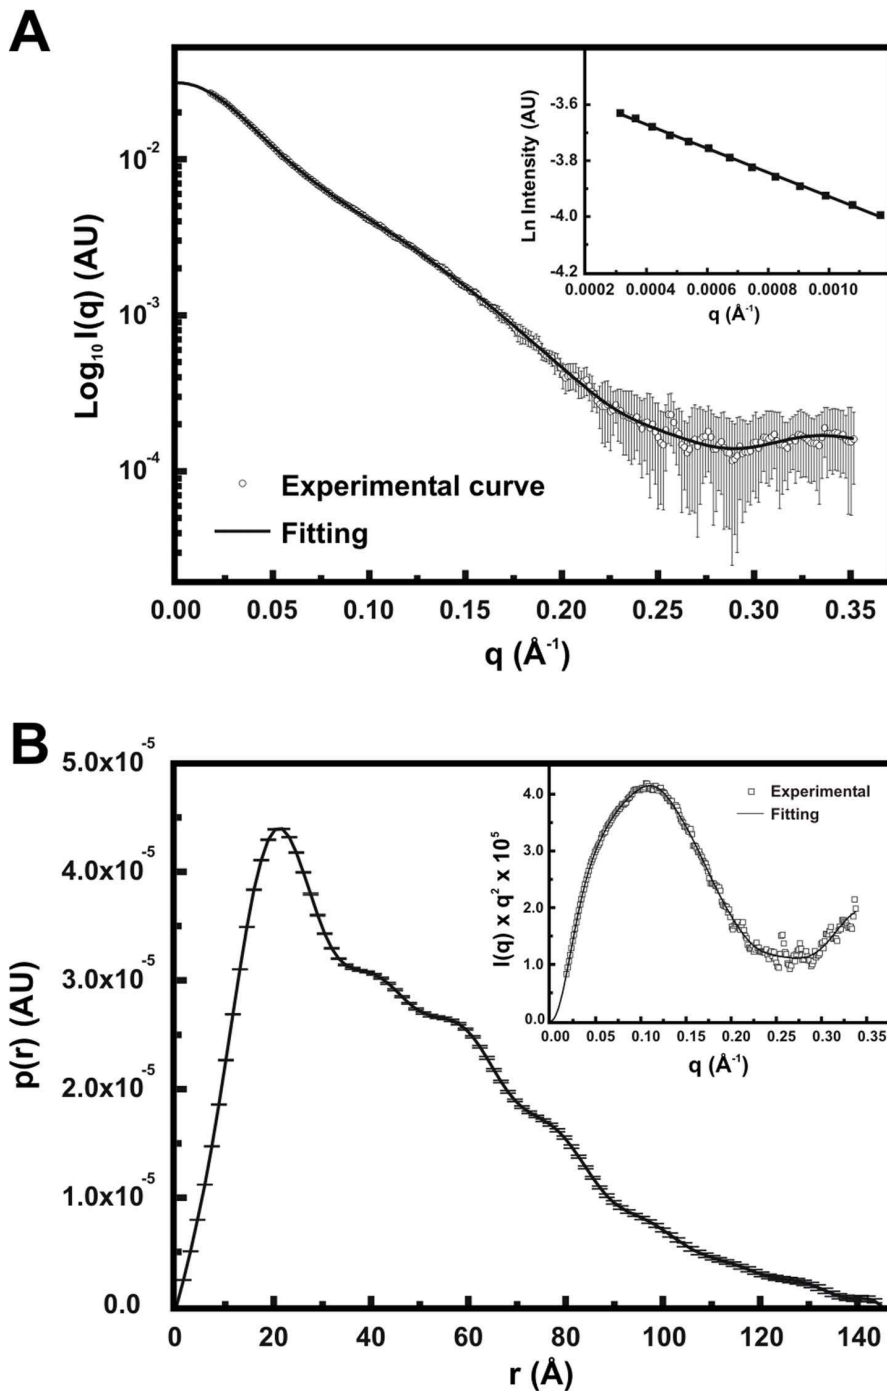 A
Log₁₀ I(q) (AU)
10⁻²
10⁻³
10⁻⁴
Experimental curve
Fitting
0.00 0.05 0.10 0.15 0.20 0.25 0.30 0.35
q (Å⁻¹)
Ln Intensity (AU)
-3.6
-3.8
-4.0
-4.2
0.0002 0.0004 0.0006 0.0008 0.0010
q (Å⁻¹)
B
p(r) (AU)
5.0x10⁻⁵
4.0x10⁻⁵
3.0x10⁻⁵
2.0x10⁻⁵
1.0x10⁻⁵
0.0
0 20 40 60 80 100 120 140
r (Å)
I(q) x q² x 10⁵
4.0
3.0
2.0
1.0
0.0
Experimental
Fitting
0.00 0.05 0.10 0.15 0.20 0.25 0.30 0.35
q (Å⁻¹)